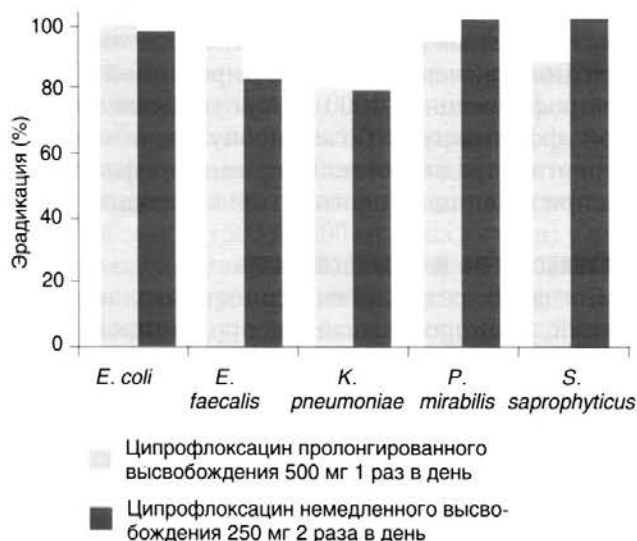 100
80
60
40
20
0
Эрадикация (%)
E. coli
E. faecalis
K. pneumoniae
P. mirabilis
S. saprophyticus
Ципрофлоксацин пролонгированного
высвобождения 500 мг 1 раз в день
Ципрофлоксацин немедленного высво-
бождения 250 мг 2 раза в день